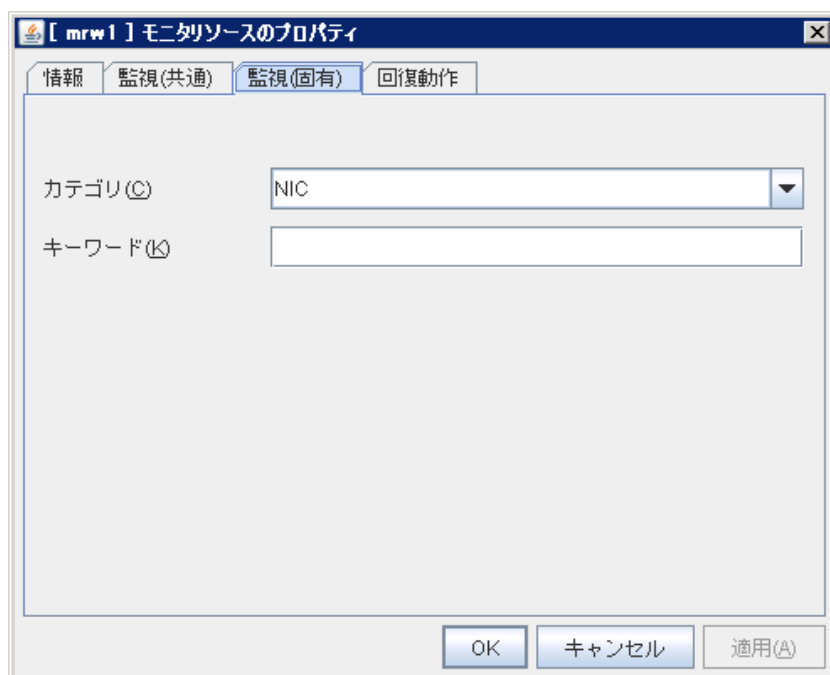 [ mrw1 ] モニタリソースのプロパティ
情報 監視(共通) 監視(固有) 回復動作
カテゴリ(C) NIC
キーワード(K)
OK キャンセル 適用(A)